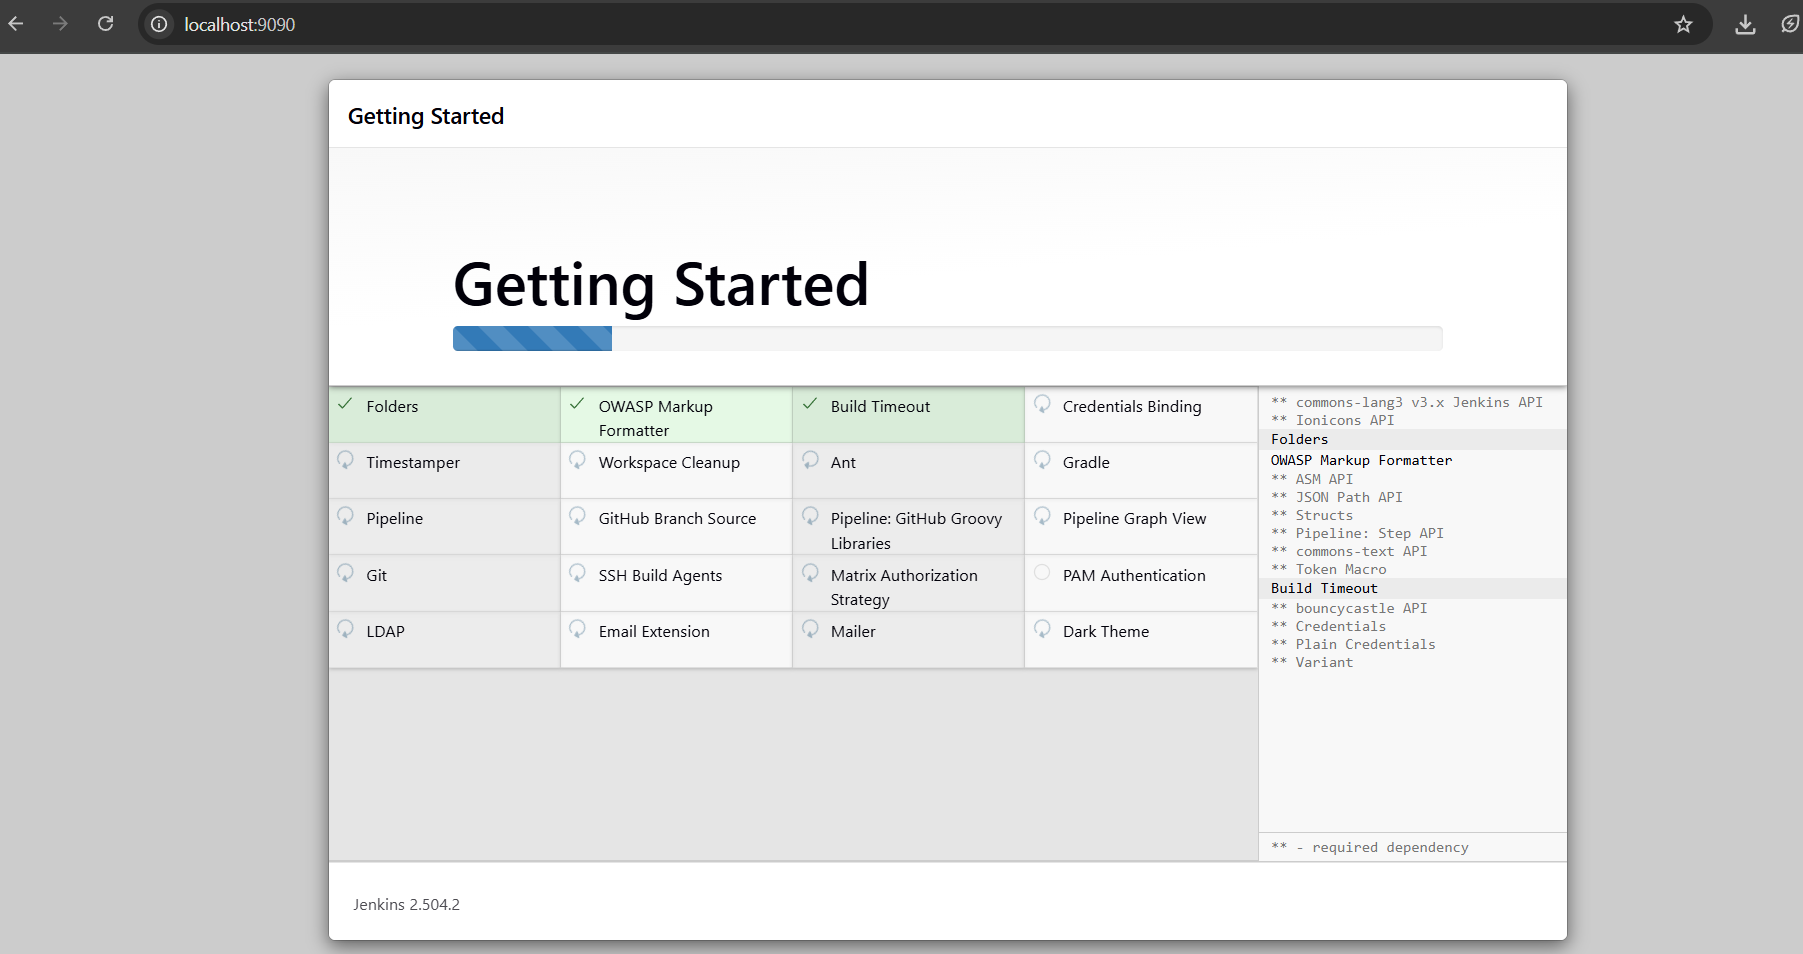 localhost:9090
Getting Started
Getting Started
Folders
OWASP Markup
Formatter
Build Timeout
Credentials Binding
Timestamper
Workspace Cleanup
Ant
Gradle
Pipeline
GitHub Branch Source
Pipeline: GitHub Groovy
Libraries
Pipeline Graph View
Git
SSH Build Agents
Matrix Authorization
Strategy
PAM Authentication
LDAP
Email Extension
Mailer
Dark Theme
** commons-lang3 v3.x Jenkins API
** Ionicons API
Folders
OWASP Markup Formatter
** ASM API
** JSON Path API
** Structs
** Pipeline: Step API
** commons-text API
** Token Macro
Build Timeout
** bouncycastle API
** Credentials
** Plain Credentials
** Variant
** - required dependency
Jenkins 2.504.2